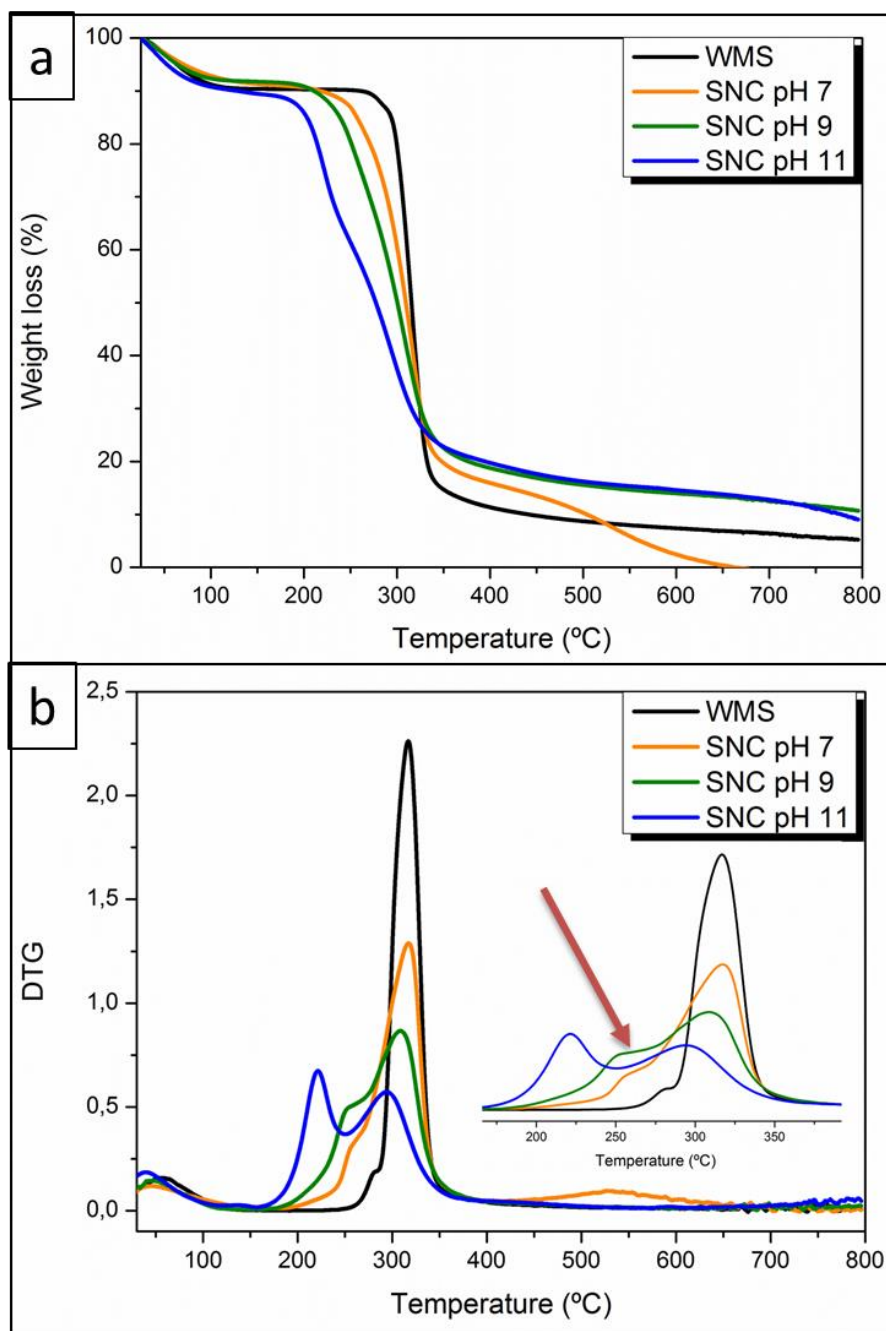 a
100
80
60
40
20
0
Weight loss (%)
WMS
SNC pH 7
SNC pH 9
SNC pH 11
100 200 300 400 500 600 700 800
Temperature (ºC)
b
2,5
2,0
1,5
1,0
0,5
0,0
DTG
WMS
SNC pH 7
SNC pH 9
SNC pH 11
200 250 300 350
Temperature (ºC)
100 200 300 400 500 600 700 800
Temperature (ºC)